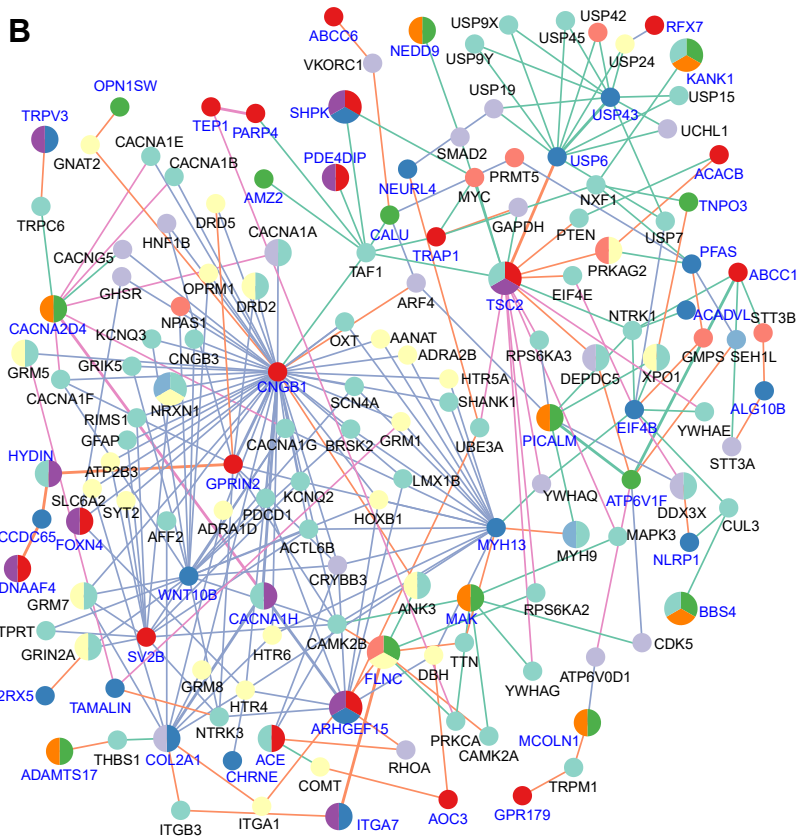 B
ABCC6
NEDD9
USP9X
USP42
USP45
RFX7
VKORC1
USP9Y
USP24
KANK1
OPN1SW
USP19
USP15
TRPV3
SHPK
USP43
TEP1
PARP4
UCHL1
GNAT2
CACNA1E
SMAD2
CACNA1B
PDE4DIP
NEURL4
PRMT5
USP6
ACACB
AMZ2
MYC
NXF1
TRPC6
DRD5
CALU
GAPDH
PTEN
TNPO3
HNF1B
CACNA1A
TRAP1
USP7
CACNG5
TAF1
PFAS
GHSR
OPRM1
PRKAG2
ABCC1
ARF4
TSC2
EIF4E
CACNA2D4
NPAS1
DRD2
NTRK1
ACADVL
STT3B
KCNQ3
OXT
AANAT
GRM5
GRIK5
CNGB3
ADRA2B
RPS6KA3
GMPS
SEH1L
CNGB1
HTR5A
DEPDC5
XPO1
CACNA1F
NRXN1
SCN4A
SHANK1
ALG10B
RIMS1
PICALM
EIF4B
GFAP
CACNA1G
BRSK2
GRM1
YWHAE
UBE3A
HYDIN
ATP2B3
GPRIN2
STT3A
SLC6A2
KCNQ2
LMX1B
YWHAQ
ATP6V1F
SYT2
PDCD1
HOXB1
DDX3X
CCDC65
FOXN4
AFF2
ADRA1D
CUL3
ACTL6B
MYH13
MAPK3
MYH9
NLRP1
DNAAF4
CRYBB3
WNT10B
GRM7
CACNA1H
ANK3
MAK
RPS6KA2
BBS4
TPRT
CAMK2B
SV2B
GRIN2A
HTR6
TTN
CDK5
FLNC
DBH
ATP6V0D1
2RX5
TAMALIN
GRM8
YWHAG
HTR4
NTRK3
ARHGEF15
PRKCA
MCOLN1
THBS1
COL2A1
ACE
RHOA
CAMK2A
ADAMTS17
CHRNE
COMT
TRPM1
ITGB3
ITGA1
ITGA7
AOC3
GPR179